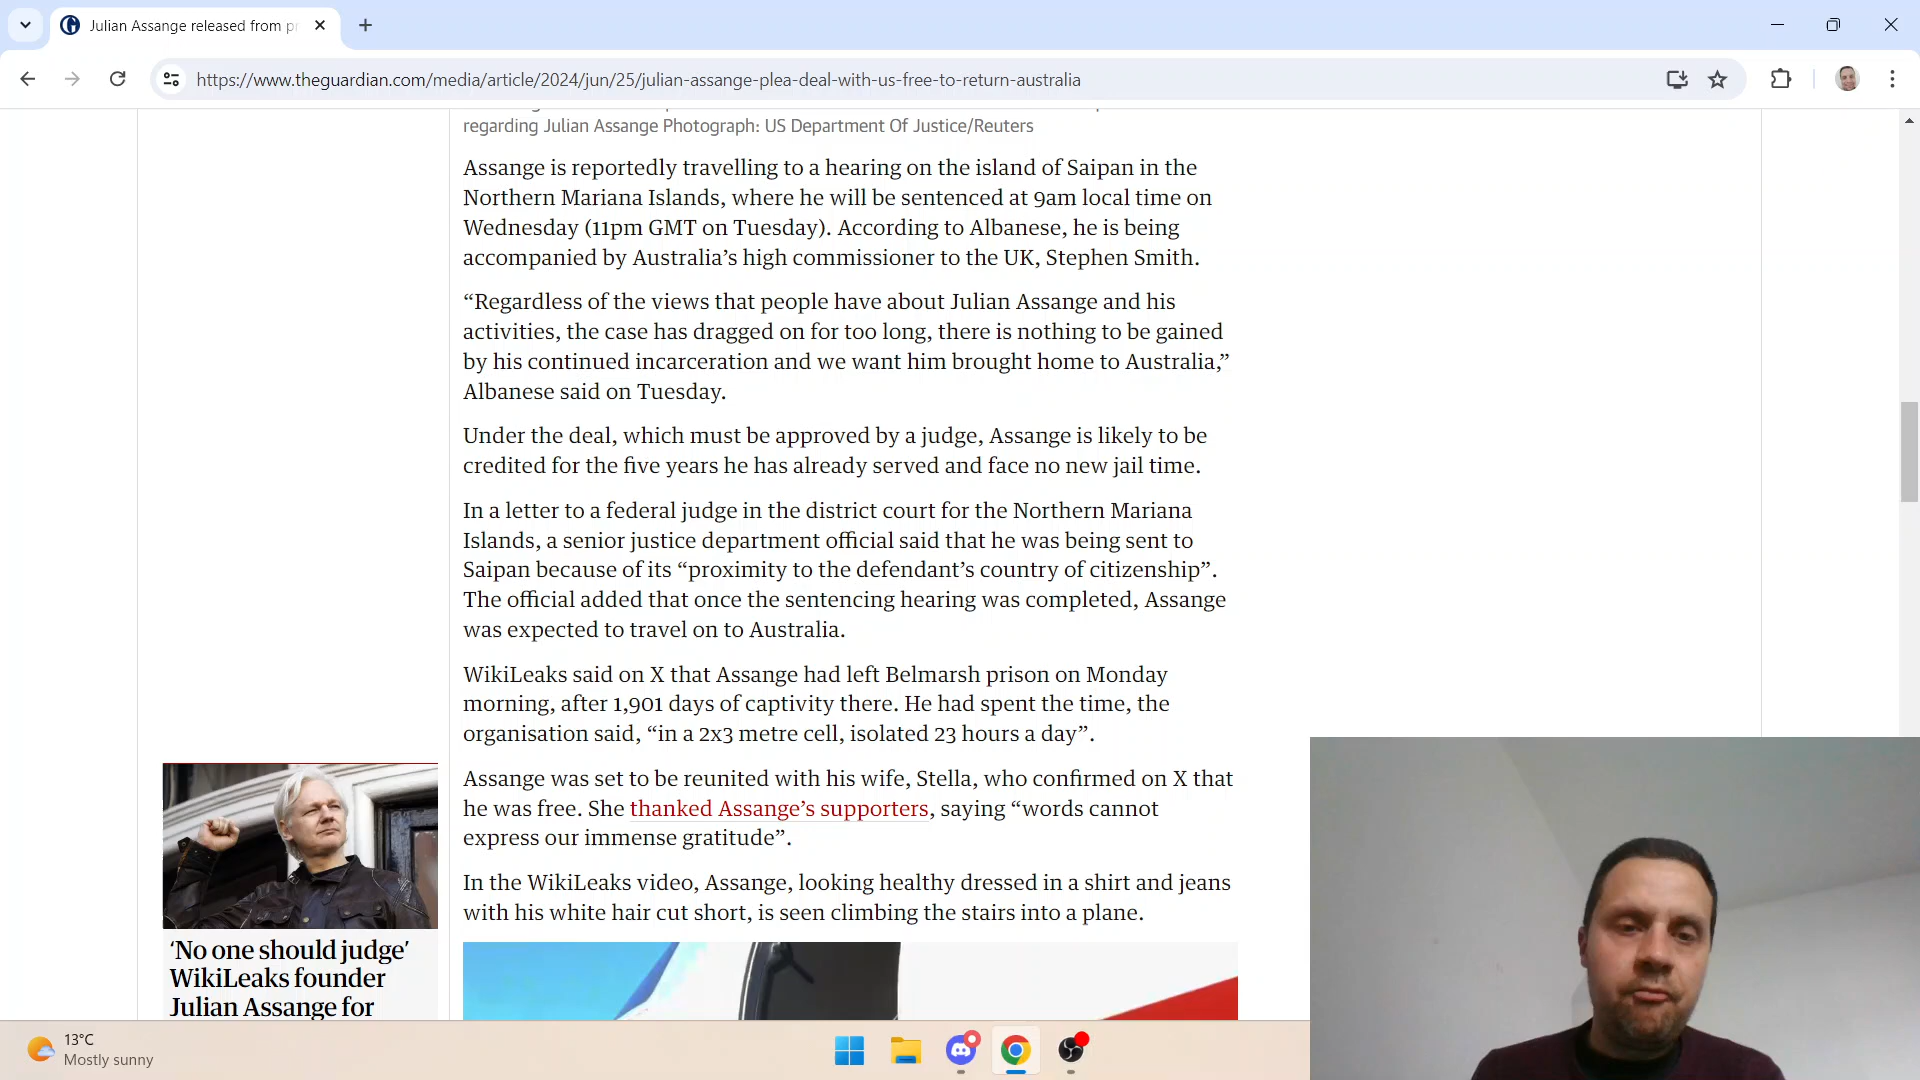 Julian Assange released from pr
https://www.theguardian.com/media/article/2024/jun/25/julian-assange-plea-deal-with-us-free-to-return-australia
regarding Julian Assange Photograph: US Department Of Justice/Reuters
Assange is reportedly travelling to a hearing on the island of Saipan in the
Northern Mariana Islands, where he will be sentenced at 9am local time on
Wednesday (11pm GMT on Tuesday). According to Albanese, he is being
accompanied by Australia’s high commissioner to the UK, Stephen Smith.
“Regardless of the views that people have about Julian Assange and his
activities, the case has dragged on for too long, there is nothing to be gained
by his continued incarceration and we want him brought home to Australia,”
Albanese said on Tuesday.
Under the deal, which must be approved by a judge, Assange is likely to be
credited for the five years he has already served and face no new jail time.
In a letter to a federal judge in the district court for the Northern Mariana
Islands, a senior justice department official said that he was being sent to
Saipan because of its “proximity to the defendant’s country of citizenship”.
The official added that once the sentencing hearing was completed, Assange
was expected to travel on to Australia.
WikiLeaks said on X that Assange had left Belmarsh prison on Monday
morning, after 1,901 days of captivity there. He had spent the time, the
organisation said, “in a 2x3 metre cell, isolated 23 hours a day”.
Assange was set to be reunited with his wife, Stella, who confirmed on X that
he was free. She thanked Assange’s supporters, saying “words cannot
express our immense gratitude”.
In the WikiLeaks video, Assange, looking healthy dressed in a shirt and jeans
with his white hair cut short, is seen climbing the stairs into a plane.
‘No one should judge’
WikiLeaks founder
Julian Assange for
13°C
Mostly sunny